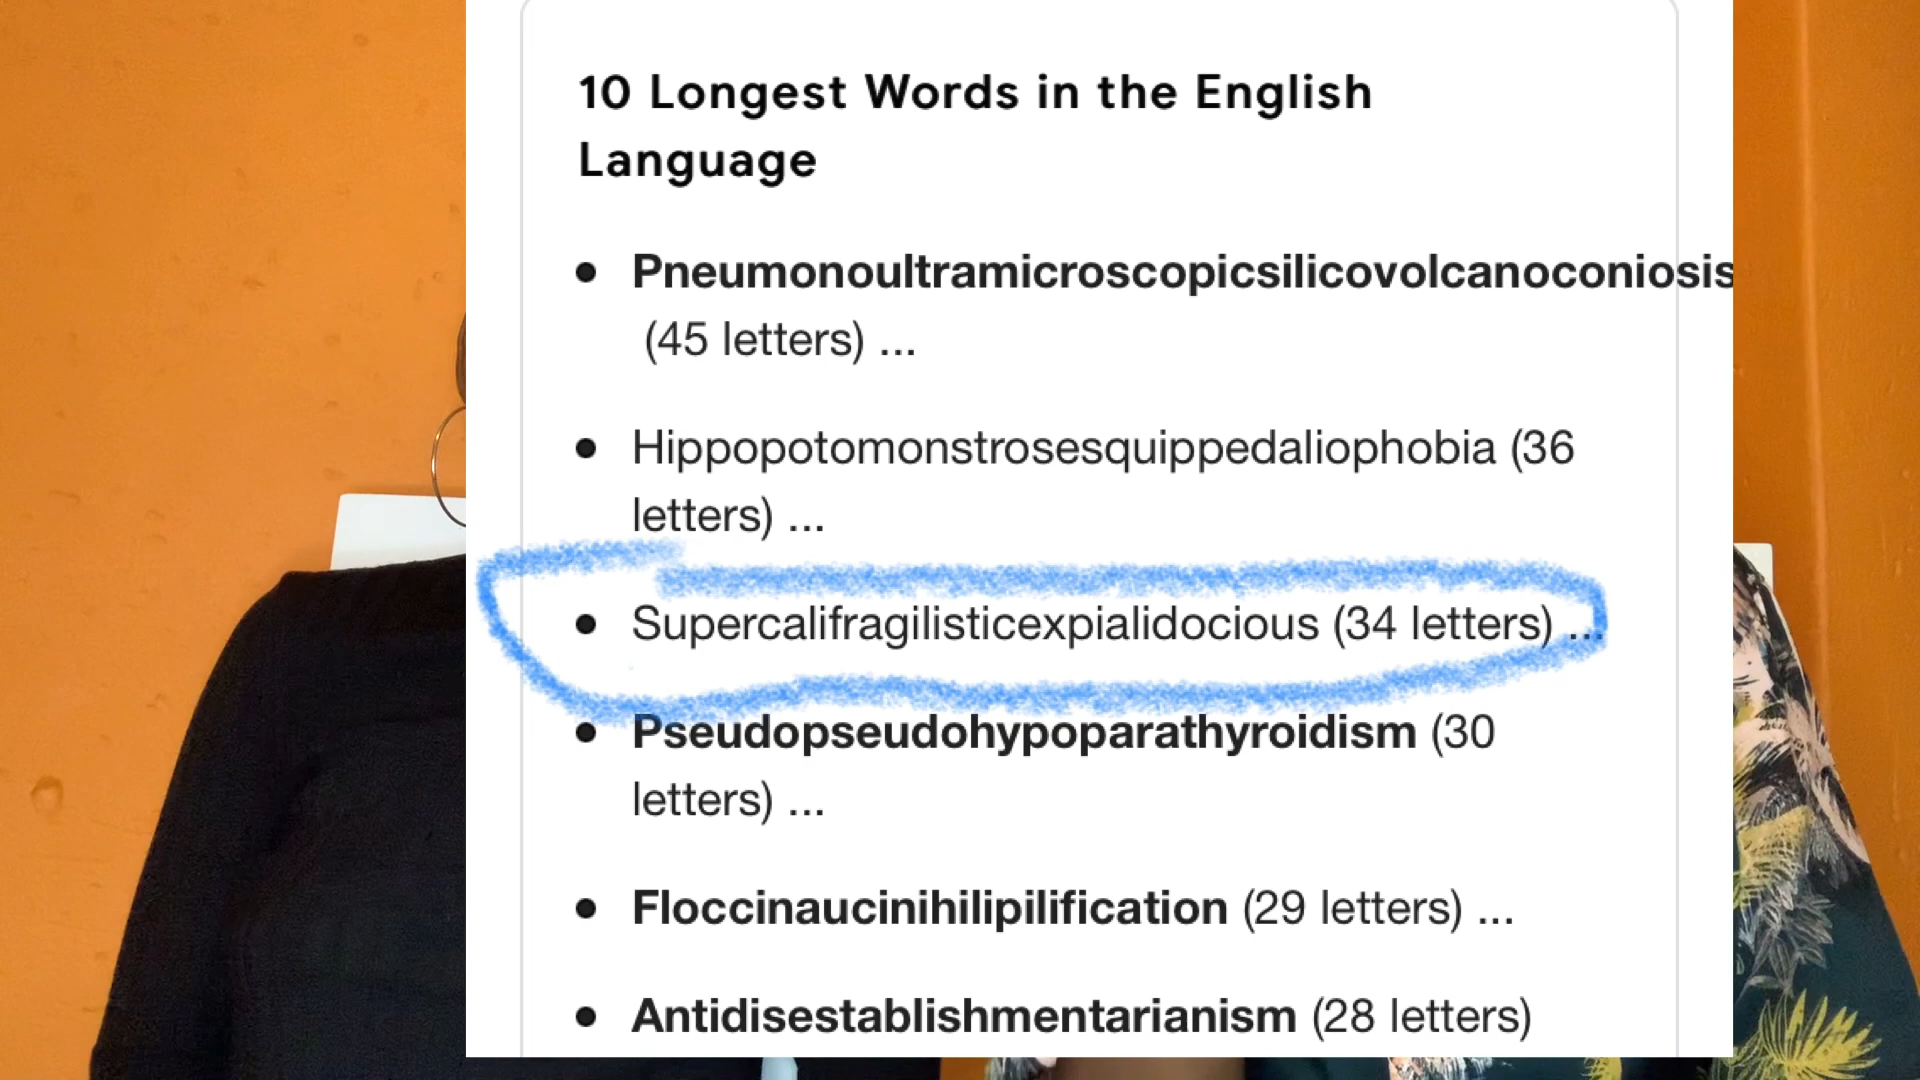 10 Longest Words in the English
Language
• Pneumonoultramicroscopicsilicovolcanoconiosis
(45 letters) ...
• Hippopotomonstrosesquippedaliophobia (36
letters) ...
• Supercalifragilisticexpialidocious (34 letters) ...
• Pseudopseudohypoparathyroidism (30
letters) ...
• Floccinaucinihilipilification (29 letters) ...
• Antidisestablishmentarianism (28 letters)